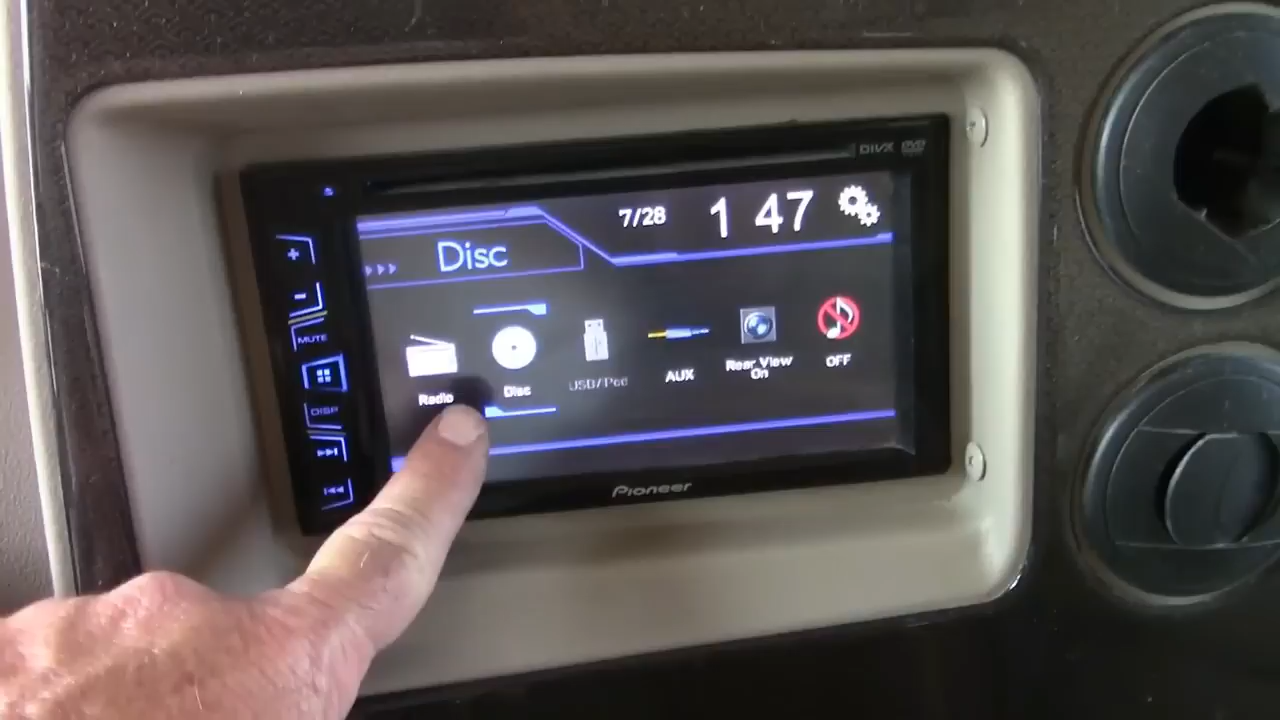 DIVX DVD
7/28 1 47
Disc
MUTE
DISP
Radio
Disc
USB/iPod
AUX
Rear View
On
OFF
Pioneer